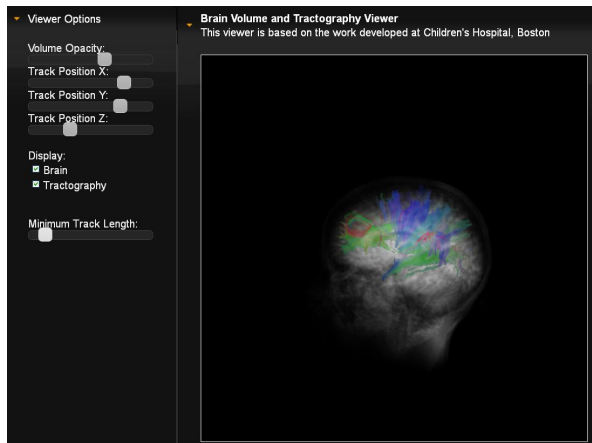 Viewer Options
Volume Opacity:
Track Position X:
Track Position Y:
Track Position Z:
Display:
Brain
Tractography
Minimum Track Length:
Brain Volume and Tractography Viewer
This viewer is based on the work developed at Children's Hospital, Boston